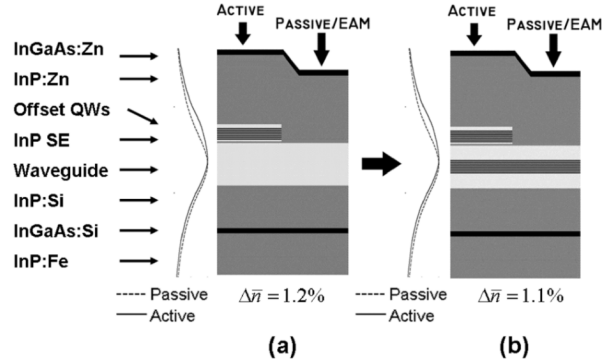 ACTIVE
PASSIVE/EAM
ACTIVE
PASSIVE/EAM
InGaAs:Zn
InP:Zn
Offset QWs
InP SE
Waveguide
InP:Si
InGaAs:Si
InP:Fe
Passive
Active
Δn̅ = 1.2%
Passive
Active
Δn̅ = 1.1%
(a)
(b)